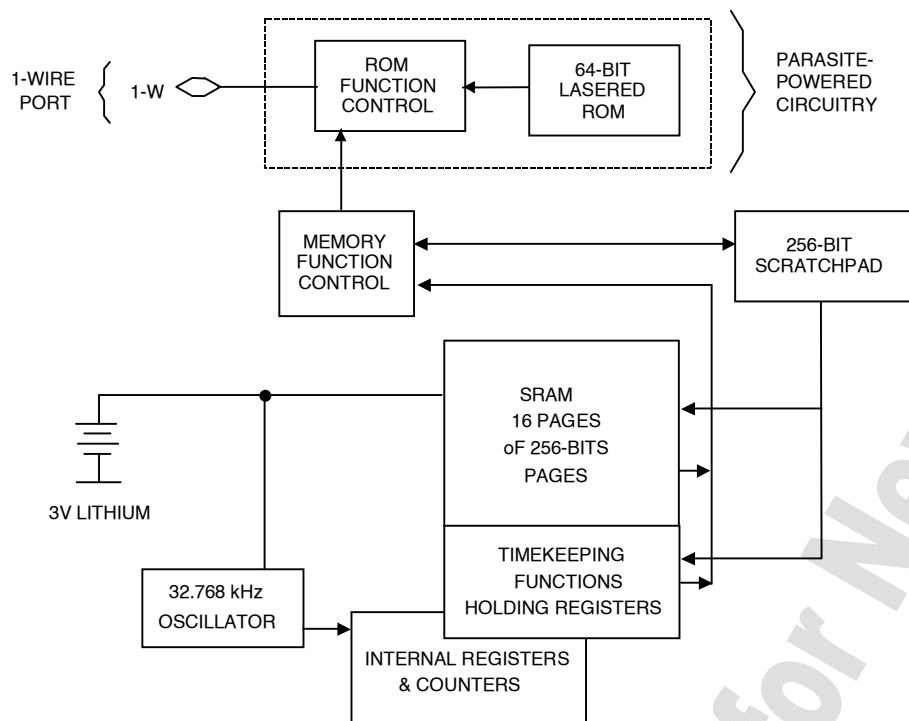 1-WIRE
PORT
1-W
ROM
FUNCTION
CONTROL
64-BIT
LASERED
ROM
PARASITE-
POWERED
CIRCUITRY
MEMORY
FUNCTION
CONTROL
256-BIT
SCRATCHPAD
SRAM
16 PAGES
oF 256-BITS
PAGES
3V LITHIUM
TIMEKEEPING
FUNCTIONS
HOLDING REGISTERS
32.768 kHz
OSCILLATOR
INTERNAL REGISTERS
& COUNTERS
for Ne